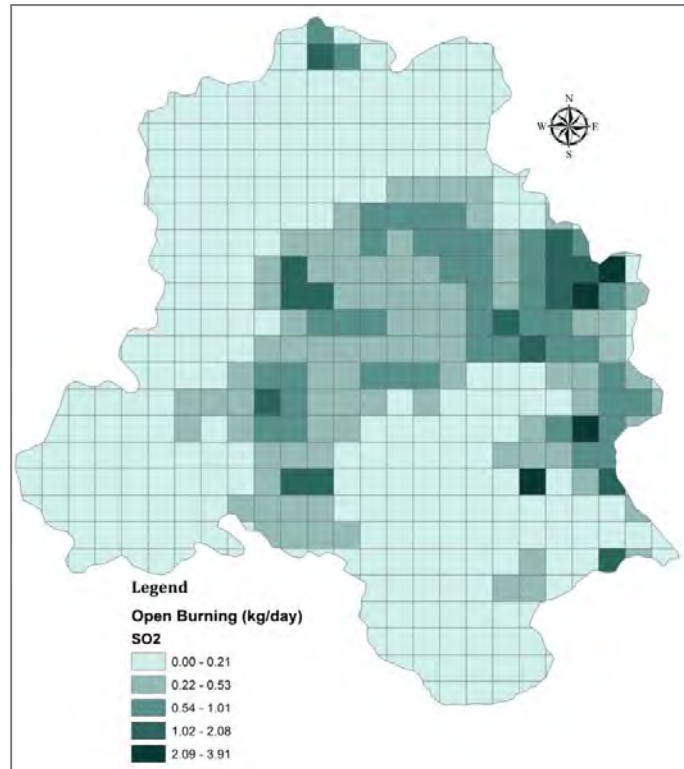 N
W E
S
Legend
Open Burning (kg/day)
SO2
0.00 - 0.21
0.22 - 0.53
0.54 - 1.01
1.02 - 2.08
2.09 - 3.91